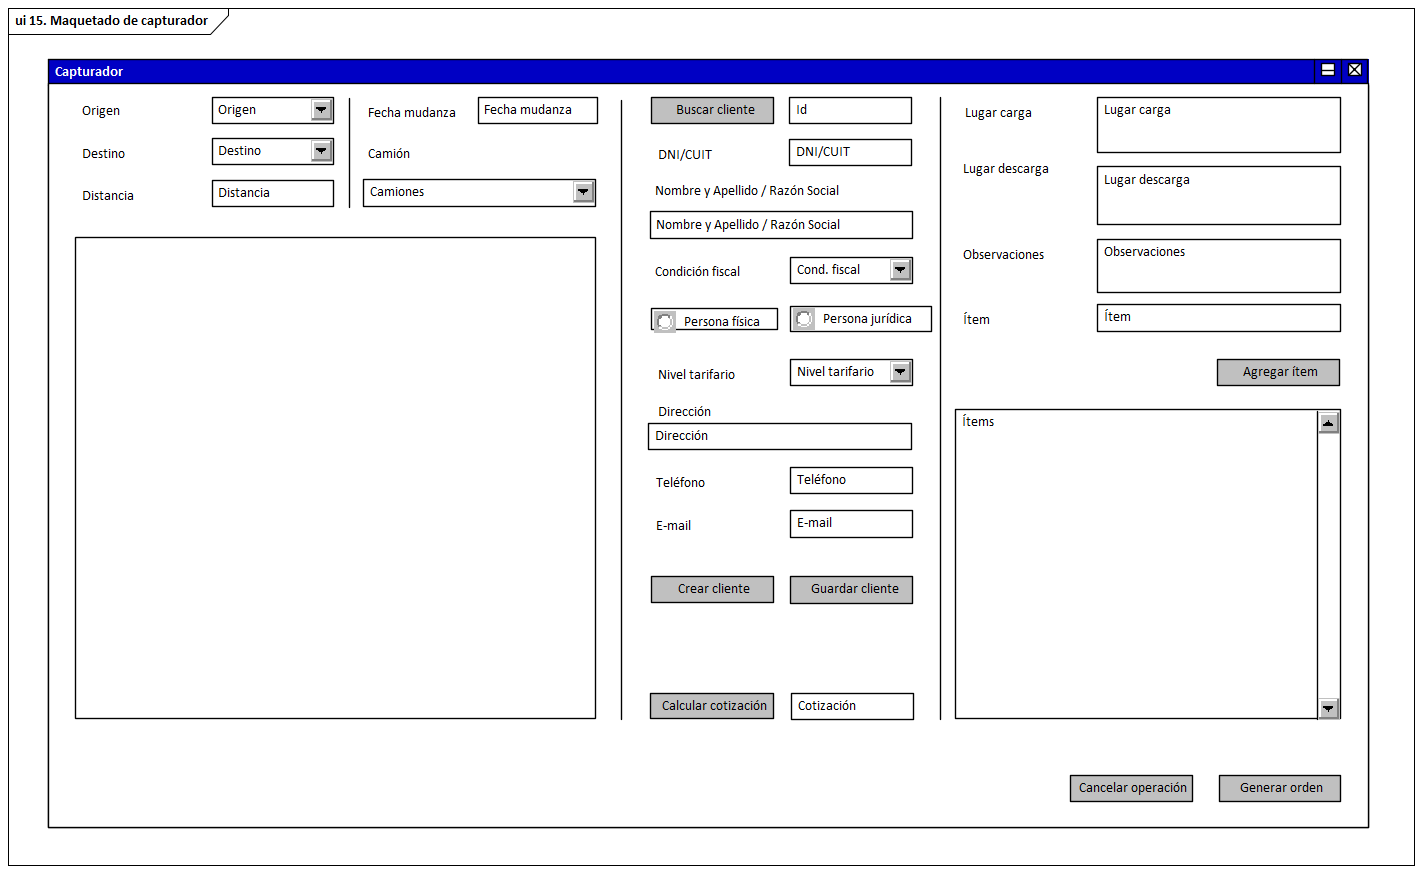 ui 15. Maquetado de capturador
Capturador
Origen
Origen
Destino
Destino
Distancia
Distancia
Fecha mudanza
Fecha mudanza
Camión
Camiones
Buscar cliente
Id
DNI/CUIT
DNI/CUIT
Nombre y Apellido / Razón Social
Nombre y Apellido / Razón Social
Condición fiscal
Cond. fiscal
Persona física
Persona jurídica
Nivel tarifario
Nivel tarifario
Dirección
Dirección
Teléfono
Teléfono
E-mail
E-mail
Crear cliente
Guardar cliente
Calcular cotización
Cotización
Lugar carga
Lugar carga
Lugar descarga
Lugar descarga
Observaciones
Observaciones
Ítem
Ítem
Agregar ítem
Ítems
Cancelar operación
Generar orden